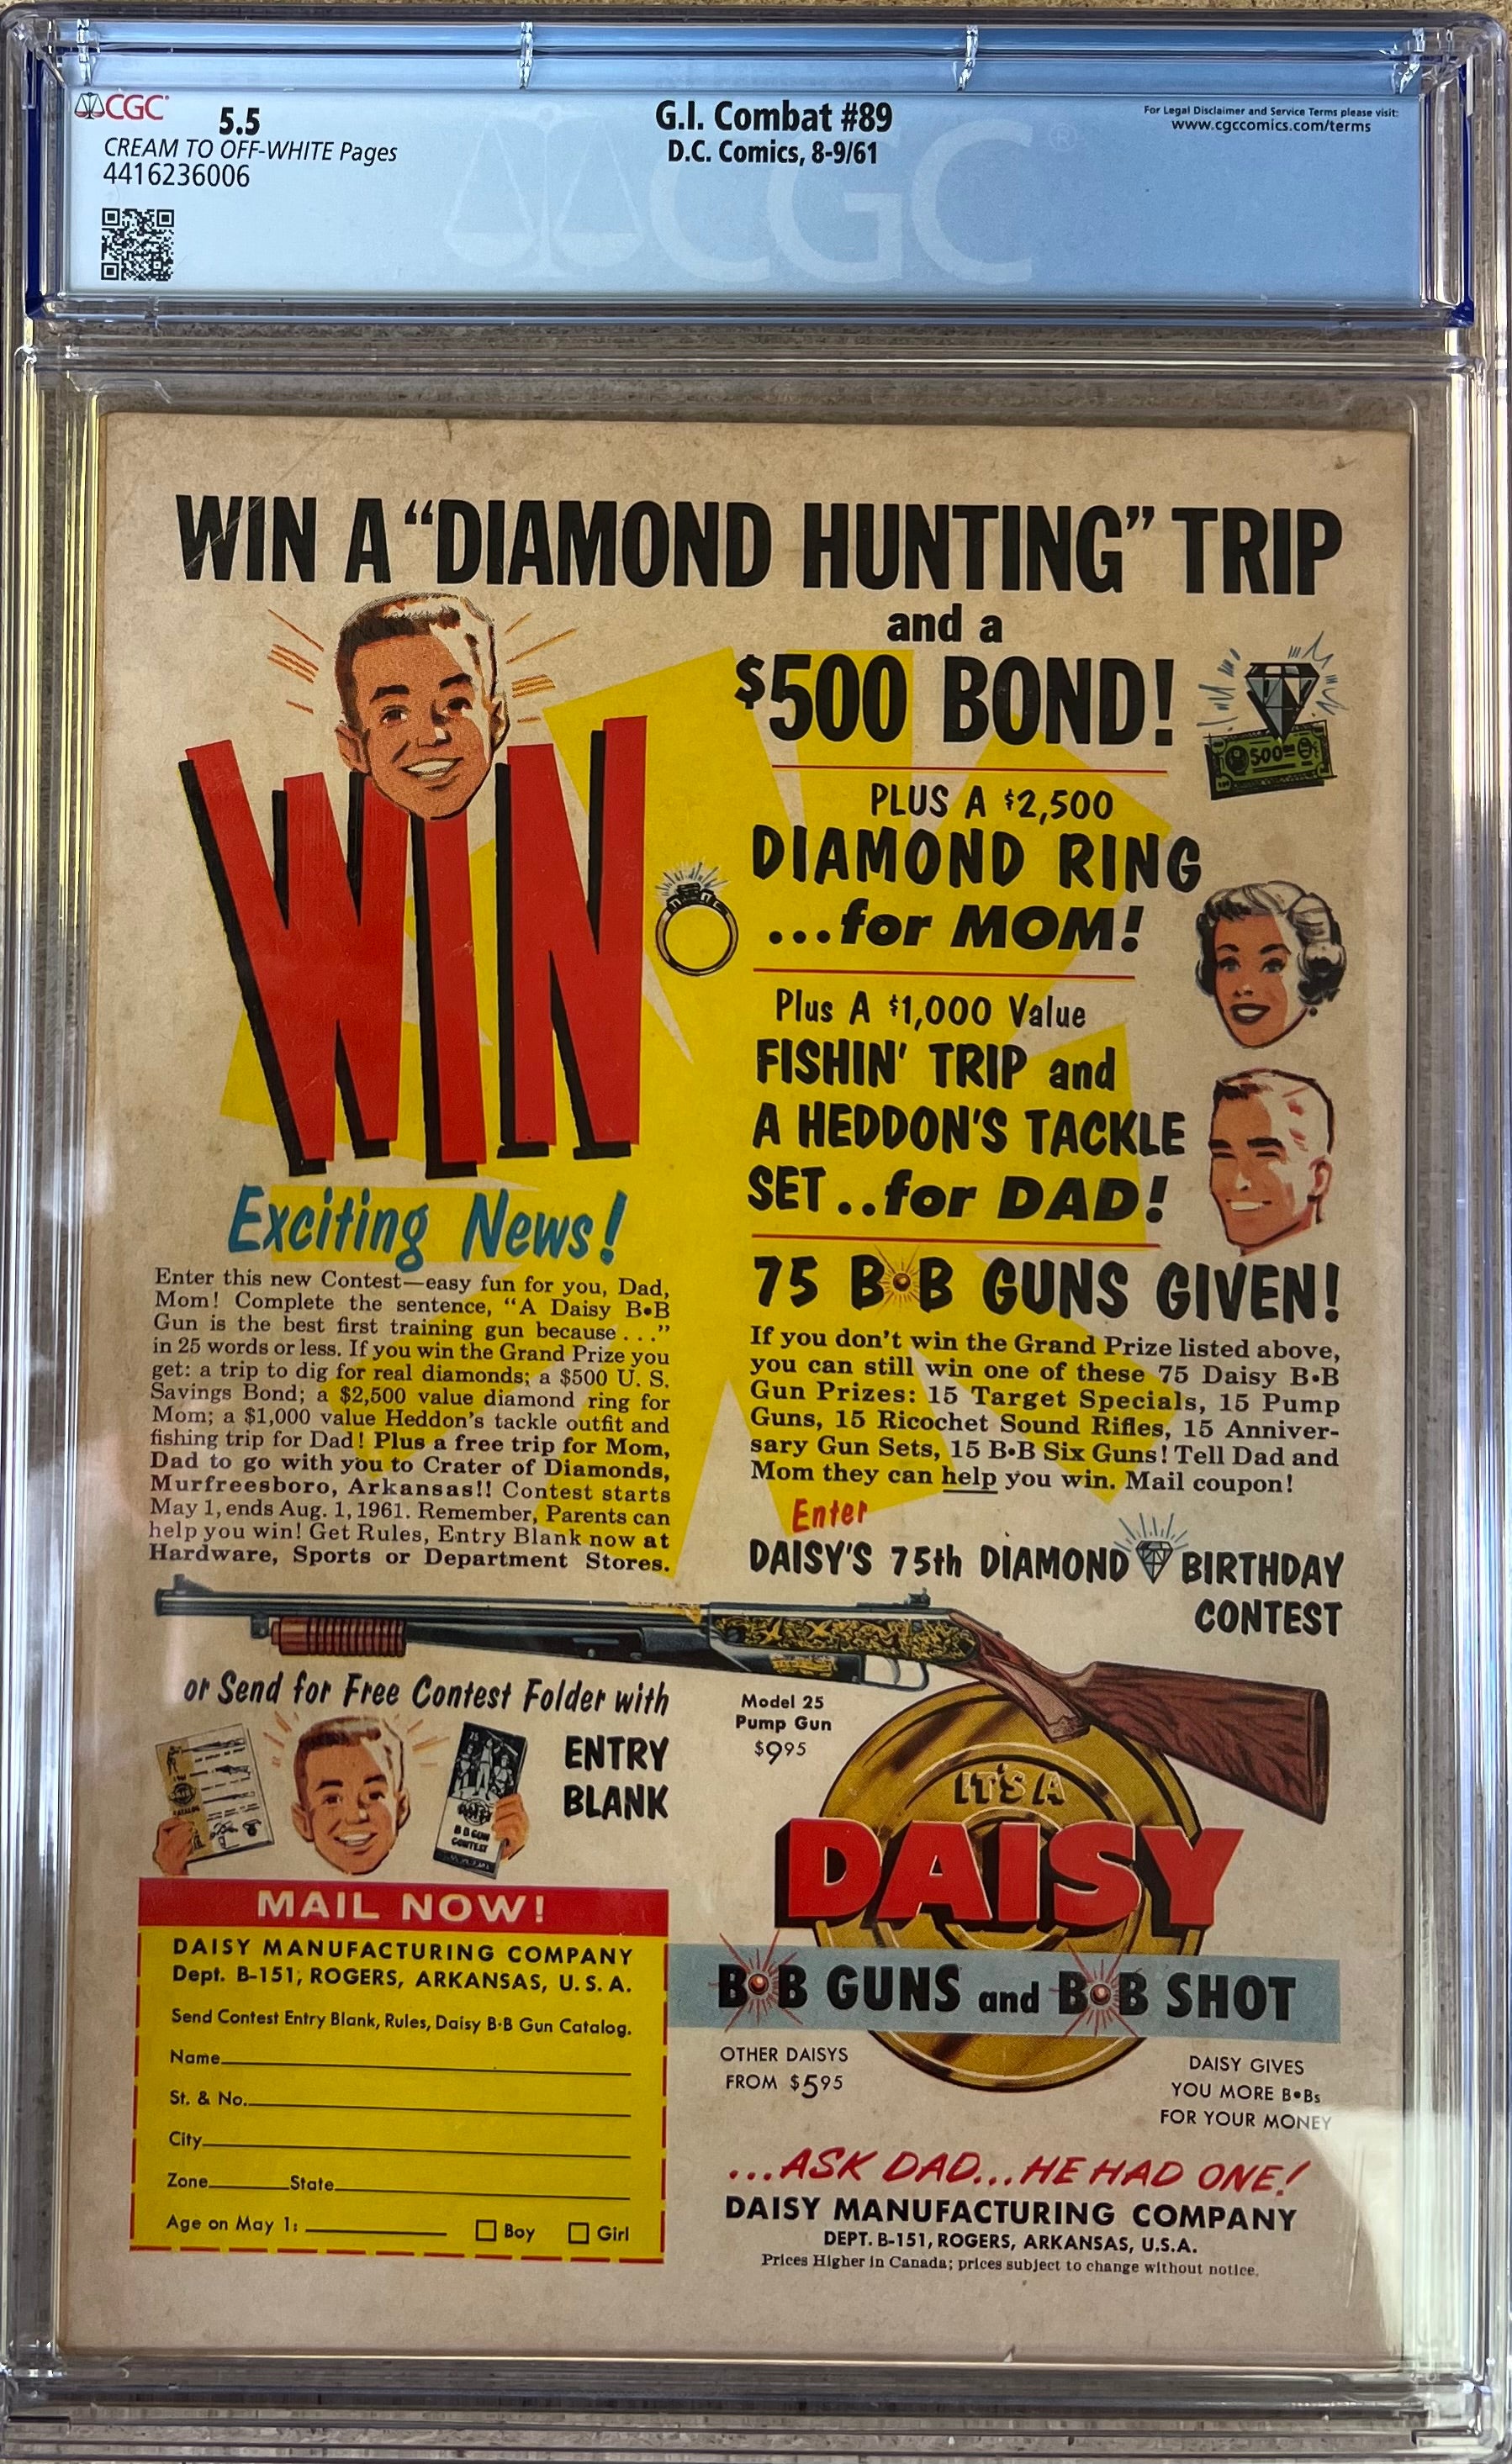 CGC
5.5
CREAM TO OFF-WHITE Pages
4416236006
G.I. Combat #89
D.C. Comics, 8-9/61
For Legal Disclaimer and Service Terms please visit:
www.cgccomics.com/terms
CGC®
WIN A “DIAMOND HUNTING” TRIP
and a
$500 BOND!
500
PLUS A $2,500
DIAMOND RING
...for MOM!
Plus A $1,000 Value
FISHIN' TRIP and
A HEDDON'S TACKLE
SET..for DAD!
WIN
Exciting News!
Enter this new Contest—easy fun for you, Dad,
Mom! Complete the sentence, “A Daisy B•B
Gun is the best first training gun because . . .”
in 25 words or less. If you win the Grand Prize you
get: a trip to dig for real diamonds; a $500 U. S.
Savings Bond; a $2,500 value diamond ring for
Mom; a $1,000 value Heddon's tackle outfit and
fishing trip for Dad! Plus a free trip for Mom,
Dad to go with you to Crater of Diamonds,
Murfreesboro, Arkansas!! Contest starts
May 1, ends Aug. 1, 1961. Remember, Parents can
help you win! Get Rules, Entry Blank now at
Hardware, Sports or Department Stores.
75 B•B GUNS GIVEN!
If you don't win the Grand Prize listed above,
you can still win one of these 75 Daisy B•B
Gun Prizes: 15 Target Specials, 15 Pump
Guns, 15 Ricochet Sound Rifles, 15 Anniver-
sary Gun Sets, 15 B•B Six Guns! Tell Dad and
Mom they can help you win. Mail coupon!
Enter
DAISY'S 75th DIAMOND BIRTHDAY
CONTEST
or Send for Free Contest Folder with
ENTRY
BLANK
CATALOG
B B GUN
CONTEST
Model 25
Pump Gun
$9.95
IT'S A
DAISY
B•B GUNS and B•B SHOT
OTHER DAISYS
FROM $5.95
DAISY GIVES
YOU MORE B•Bs
FOR YOUR MONEY
MAIL NOW!
DAISY MANUFACTURING COMPANY
Dept. B-151, ROGERS, ARKANSAS, U. S. A.
Send Contest Entry Blank, Rules, Daisy B·B Gun Catalog.
Name
St. & No.
City
Zone State
Age on May 1: Boy Girl
...ASK DAD...HE HAD ONE!
DAISY MANUFACTURING COMPANY
DEPT. B-151, ROGERS, ARKANSAS, U.S.A.
Prices Higher in Canada; prices subject to change without notice.